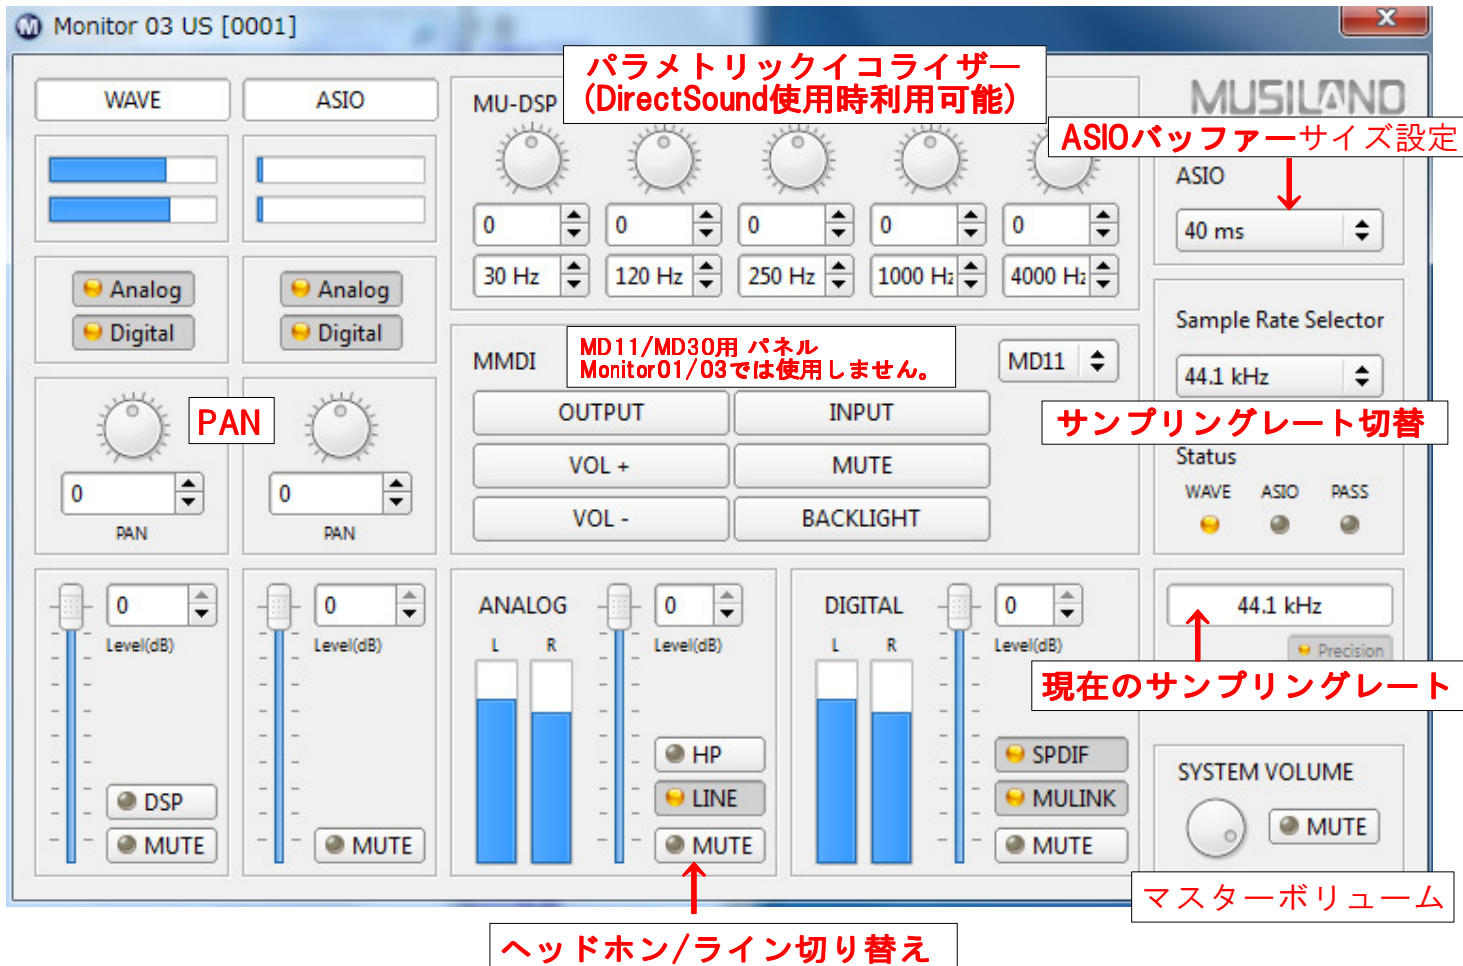 Monitor 03 US [0001]
WAVE
ASIO
Analog
Digital
Analog
Digital
PAN
0
PAN
0
PAN
0
Level(dB)
DSP
MUTE
0
Level(dB)
MUTE
MU-DSP
パラメトリックイコライザー
(DirectSound使用時利用可能)
0
0
0
0
0
30 Hz
120 Hz
250 Hz
1000 Hz
4000 Hz
MMDI
MD11/MD30用 パネル
Monitor01/03では使用しません。
MD11
OUTPUT
INPUT
VOL +
MUTE
VOL -
BACKLIGHT
ANALOG
0
L
R
Level(dB)
HP
LINE
MUTE
ヘッドホン/ライン切り替え
DIGITAL
0
L
R
Level(dB)
SPDIF
MULINK
MUTE
MUSILAND
ASIOバッファーサイズ設定
ASIO
40 ms
Sample Rate Selector
44.1 kHz
サンプリングレート切替
Status
WAVE
ASIO
PASS
44.1 kHz
Precision
現在のサンプリングレート
SYSTEM VOLUME
MUTE
マスターボリューム